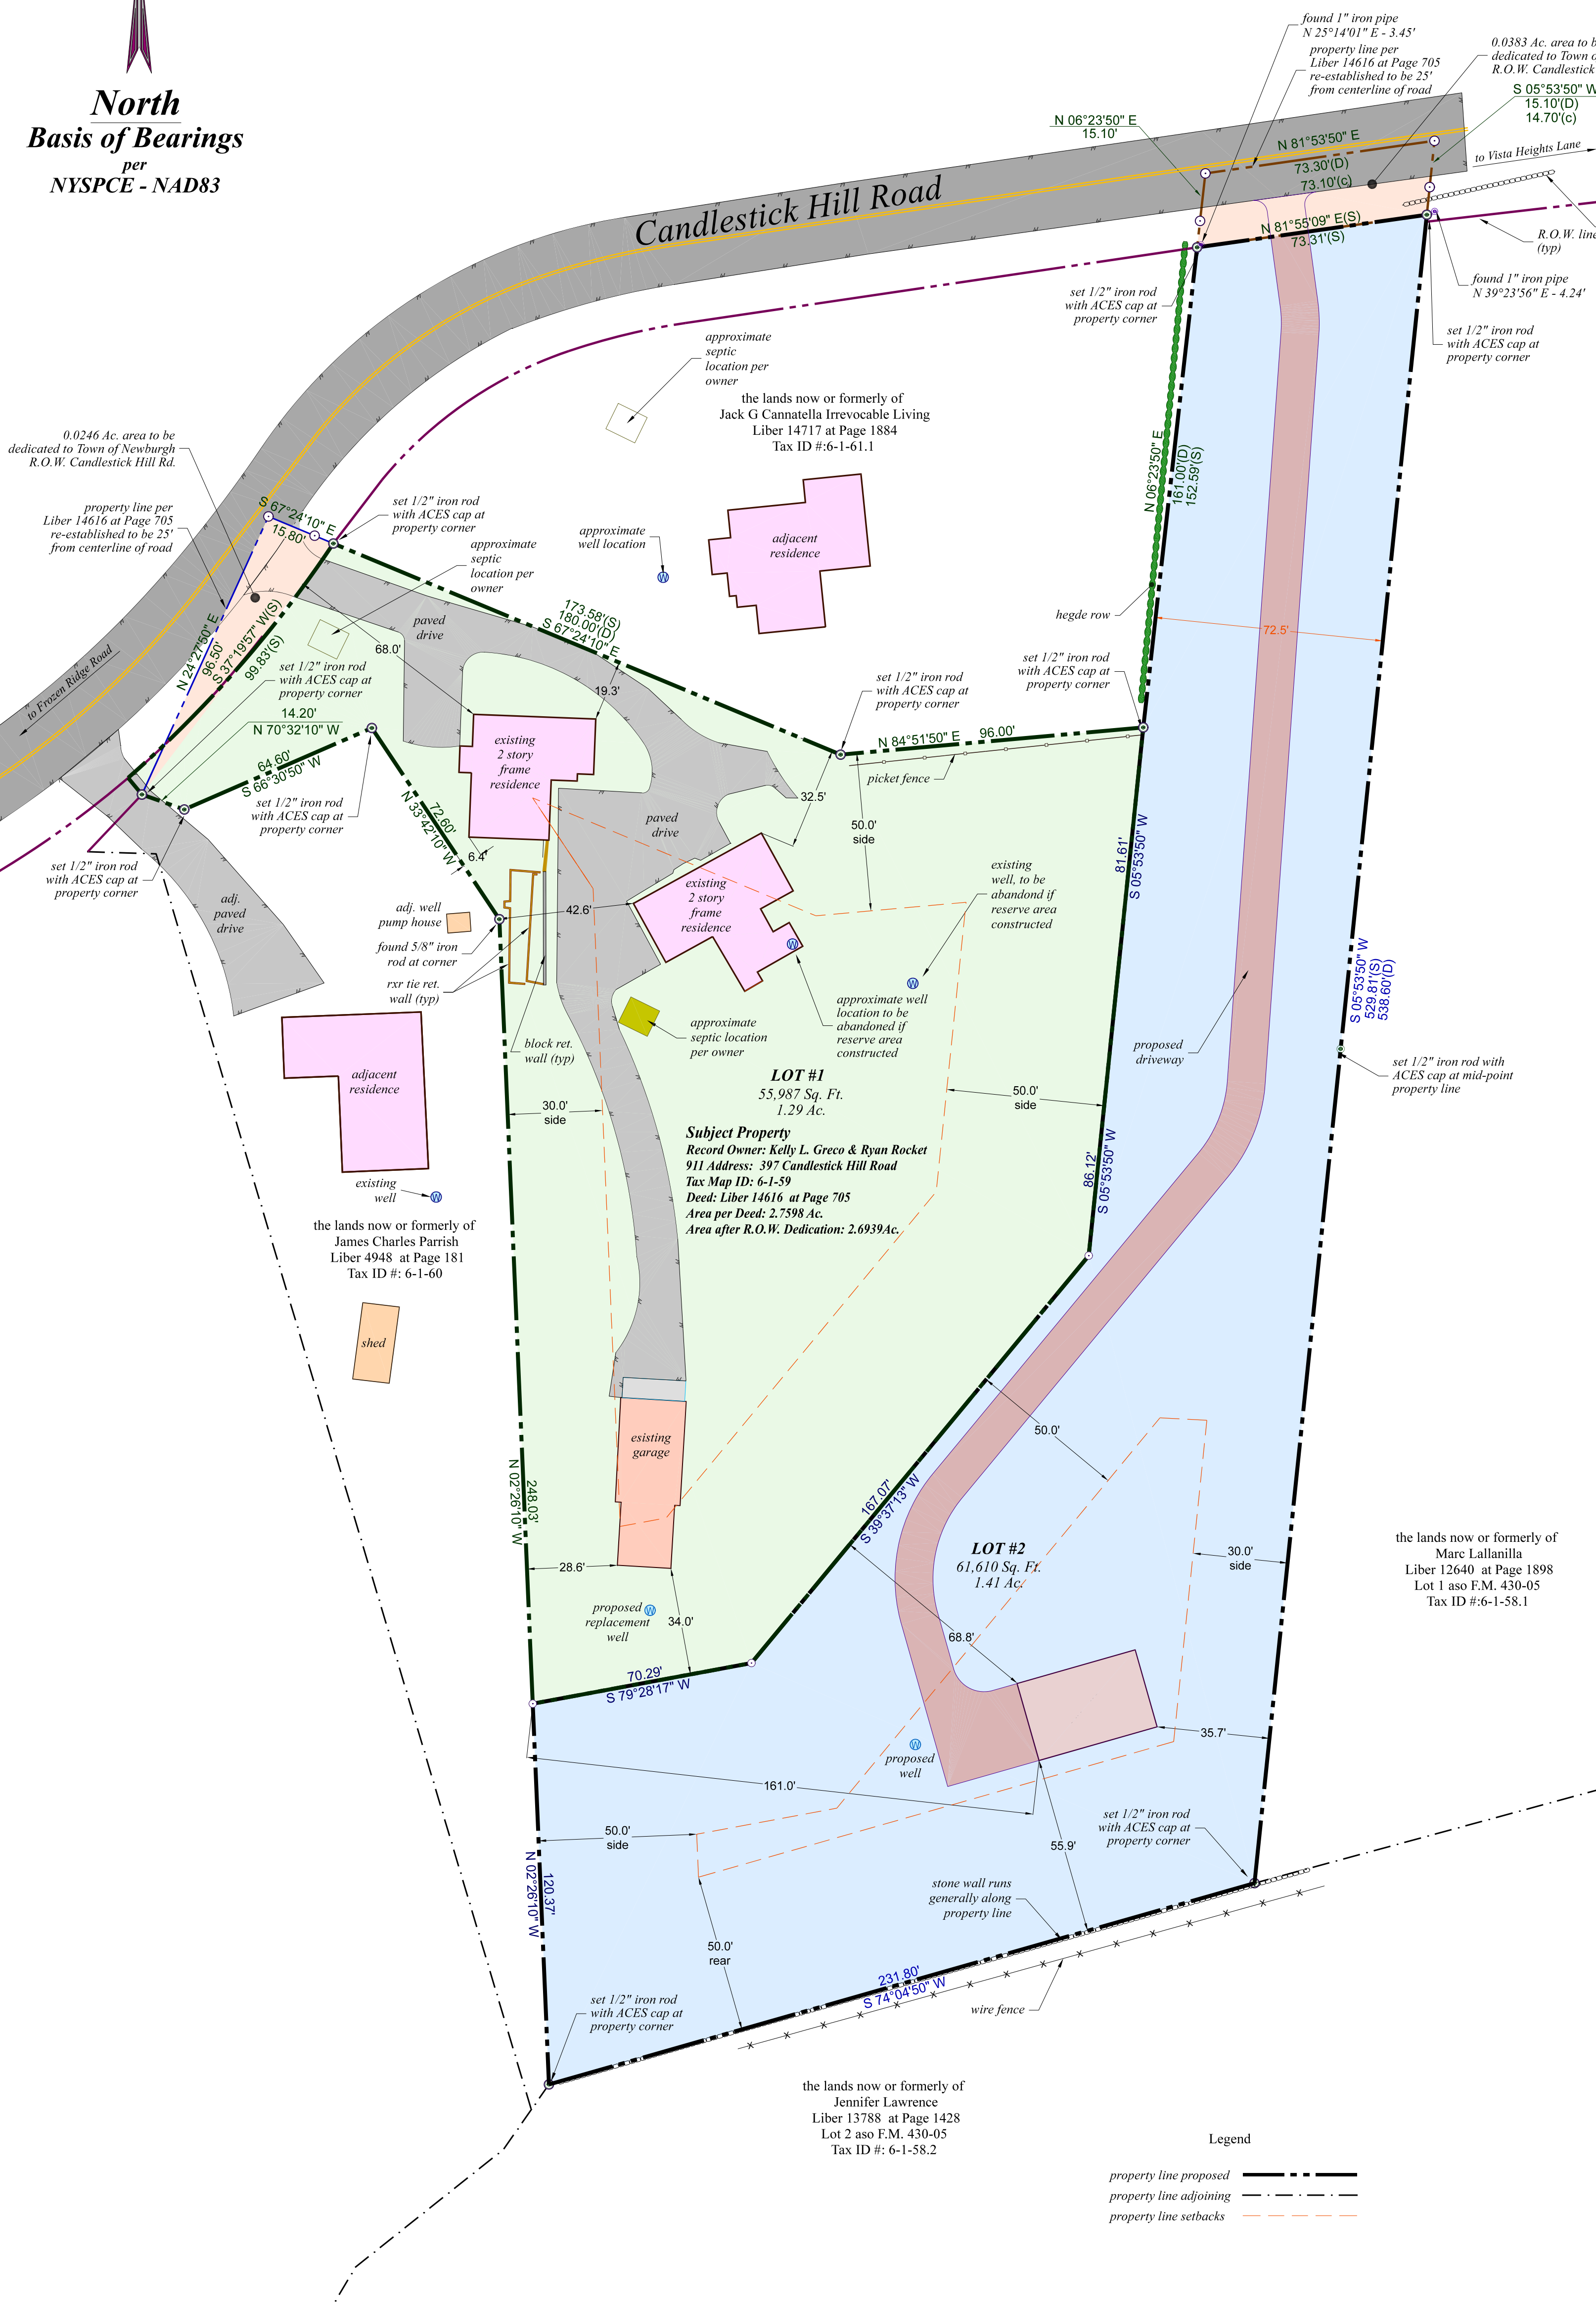 North
Basis of Bearings
per
NYSPCE - NAD83
found 1" iron pipe
N 25°14'01" E - 3.45'
property line per
Liber 14616 at Page 705
re-established to be 25'
from centerline of road
0.0383 Ac. area to b
dedicated to Town o
R.O.W. Candlestick
S 05°53'50" W
15.10'(D)
14.70'(c)
N 06°23'50" E
15.10'
N 81°53'50" E
73.30'(D)
73.10'(c)
to Vista Heights Lane
N 81°55'09" E(S)
73.31'(S)
R.O.W. line
(typ)
found 1" iron pipe
N 39°23'56" E - 4.24'
set 1/2" iron rod
with ACES cap at
property corner
set 1/2" iron rod
with ACES cap at
property corner
Candlestick Hill Road
approximate
septic
location per
owner
the lands now or formerly of
Jack G Cannatella Irrevocable Living
Liber 14717 at Page 1884
Tax ID #:6-1-61.1
0.0246 Ac. area to be
dedicated to Town of Newburgh
R.O.W. Candlestick Hill Rd.
property line per
Liber 14616 at Page 705
re-established to be 25'
from centerline of road
S 67°24'10" E
15.80'
set 1/2" iron rod
with ACES cap at
property corner
approximate
septic
location per
owner
approximate
well location
W
adjacent
residence
N 06°23'50" E
161.00'(D)
152.59'(S)
hegde row
72.5'
paved
drive
68.0'
173.58'(S)
180.00'(D)
S 67°24'10" E
19.3'
N 24°27'50" E
96.50'
S 37°19'57" W(S)
99.83'(S)
to Frozen Ridge Road
set 1/2" iron rod
with ACES cap at
property corner
14.20'
N 70°32'10" W
64.60'
S 66°30'50" W
set 1/2" iron rod
with ACES cap at
property corner
set 1/2" iron rod
with ACES cap at
property corner
set 1/2" iron rod
with ACES cap at
property corner
set 1/2" iron rod
with ACES cap at
property corner
N 84°51'50" E
96.00'
picket fence
existing
2 story
frame
residence
72.60'
N 33°42'10" W
6.4'
paved
drive
32.5'
50.0'
side
81.61'
S 05°53'50" W
adj.
paved
drive
adj. well
pump house
found 5/8" iron
rod at corner
rxr tie ret.
wall (typ)
42.6'
existing
2 story
frame
residence
W
existing
well, to be
abandond if
reserve area
constructed
W
approximate well
location to be
abandoned if
reserve area
constructed
block ret.
wall (typ)
approximate
septic location
per owner
S 05°53'50" W
529.81'(S)
538.60'(D)
set 1/2" iron rod with
ACES cap at mid-point
property line
proposed
driveway
adjacent
residence
existing
well
W
LOT #1
55,987 Sq. Ft.
1.29 Ac.
30.0'
side
50.0'
side
Subject Property
Record Owner: Kelly L. Greco & Ryan Rocket
911 Address: 397 Candlestick Hill Road
Tax Map ID: 6-1-59
Deed: Liber 14616 at Page 705
Area per Deed: 2.7598 Ac.
Area after R.O.W. Dedication: 2.6939Ac.
86.12'
S 05°53'50" W
the lands now or formerly of
James Charles Parrish
Liber 4948 at Page 181
Tax ID #: 6-1-60
shed
esisting
garage
50.0'
167.07'
S 39°37'13" W
248.03'
N 02°26'10" W
28.6'
proposed
replacement
well
W
34.0'
LOT #2
61,610 Sq. Ft.
1.41 Ac.
30.0'
side
the lands now or formerly of
Marc Lallanilla
Liber 12640 at Page 1898
Lot 1 aso F.M. 430-05
Tax ID #:6-1-58.1
68.8'
70.29'
S 79°28'17" W
W
proposed
well
35.7'
161.0'
50.0'
side
set 1/2" iron rod
with ACES cap at
property corner
55.9'
120.37'
N 02°26'10" W
stone wall runs
generally along
property line
50.0'
rear
231.80'
S 74°04'50" W
wire fence
set 1/2" iron rod
with ACES cap at
property corner
the lands now or formerly of
Jennifer Lawrence
Liber 13788 at Page 1428
Lot 2 aso F.M. 430-05
Tax ID #: 6-1-58.2
Legend
property line proposed
property line adjoining
property line setbacks